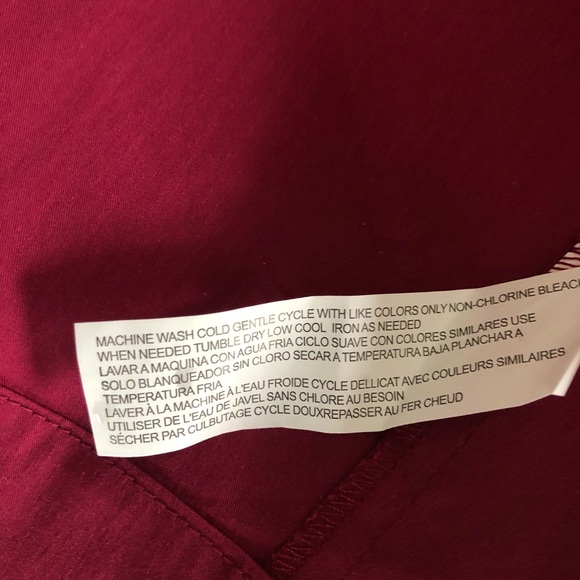 MACHINE WASH COLD GENTLE CYCLE WITH LIKE COLORS ONLY NON-CHLORINE BLEACH
WHEN NEEDED TUMBLE DRY LOW COOL IRON AS NEEDED
LAVAR A MAQUINA CON AGUA FRIA CICLO SUAVE CON COLORES SIMILARES USE
SOLO BLANQUEADOR SIN CLORO SECAR A TEMPERATURA BAJA PLANCHAR A
TEMPERATURA FRIA
LAVER À LA MACHINE À L'EAU FROIDE CYCLE DELLICAT AVEC COULEURS SIMILAIRES
UTILISER DE L'EAU DE JAVEL SANS CHLORE AU BESOIN
SÉCHER PAR CULBUTAGE CYCLE DOUXREPASSER AU FER CHEUD